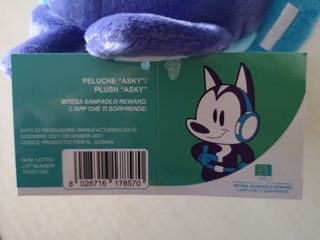 PELUCHE "ASKY"/
PLUSH "ASKY"
INTESA SANPAOLO REWARD.
L'APP CHE TI SORPRENDE.
DATA DI PRODUZIONE/ MANUFACTURING DATE:
DICEMBRE 2021/ DECEMBER 2021
CODICE PRODOTTO/ ITEM N.: 3226806
NUM. LOTTO/
LOT NUMBER:
8 028716 178570
INTESA SANPAOLO REWARD
L'APP CHE TI SORPRENDE